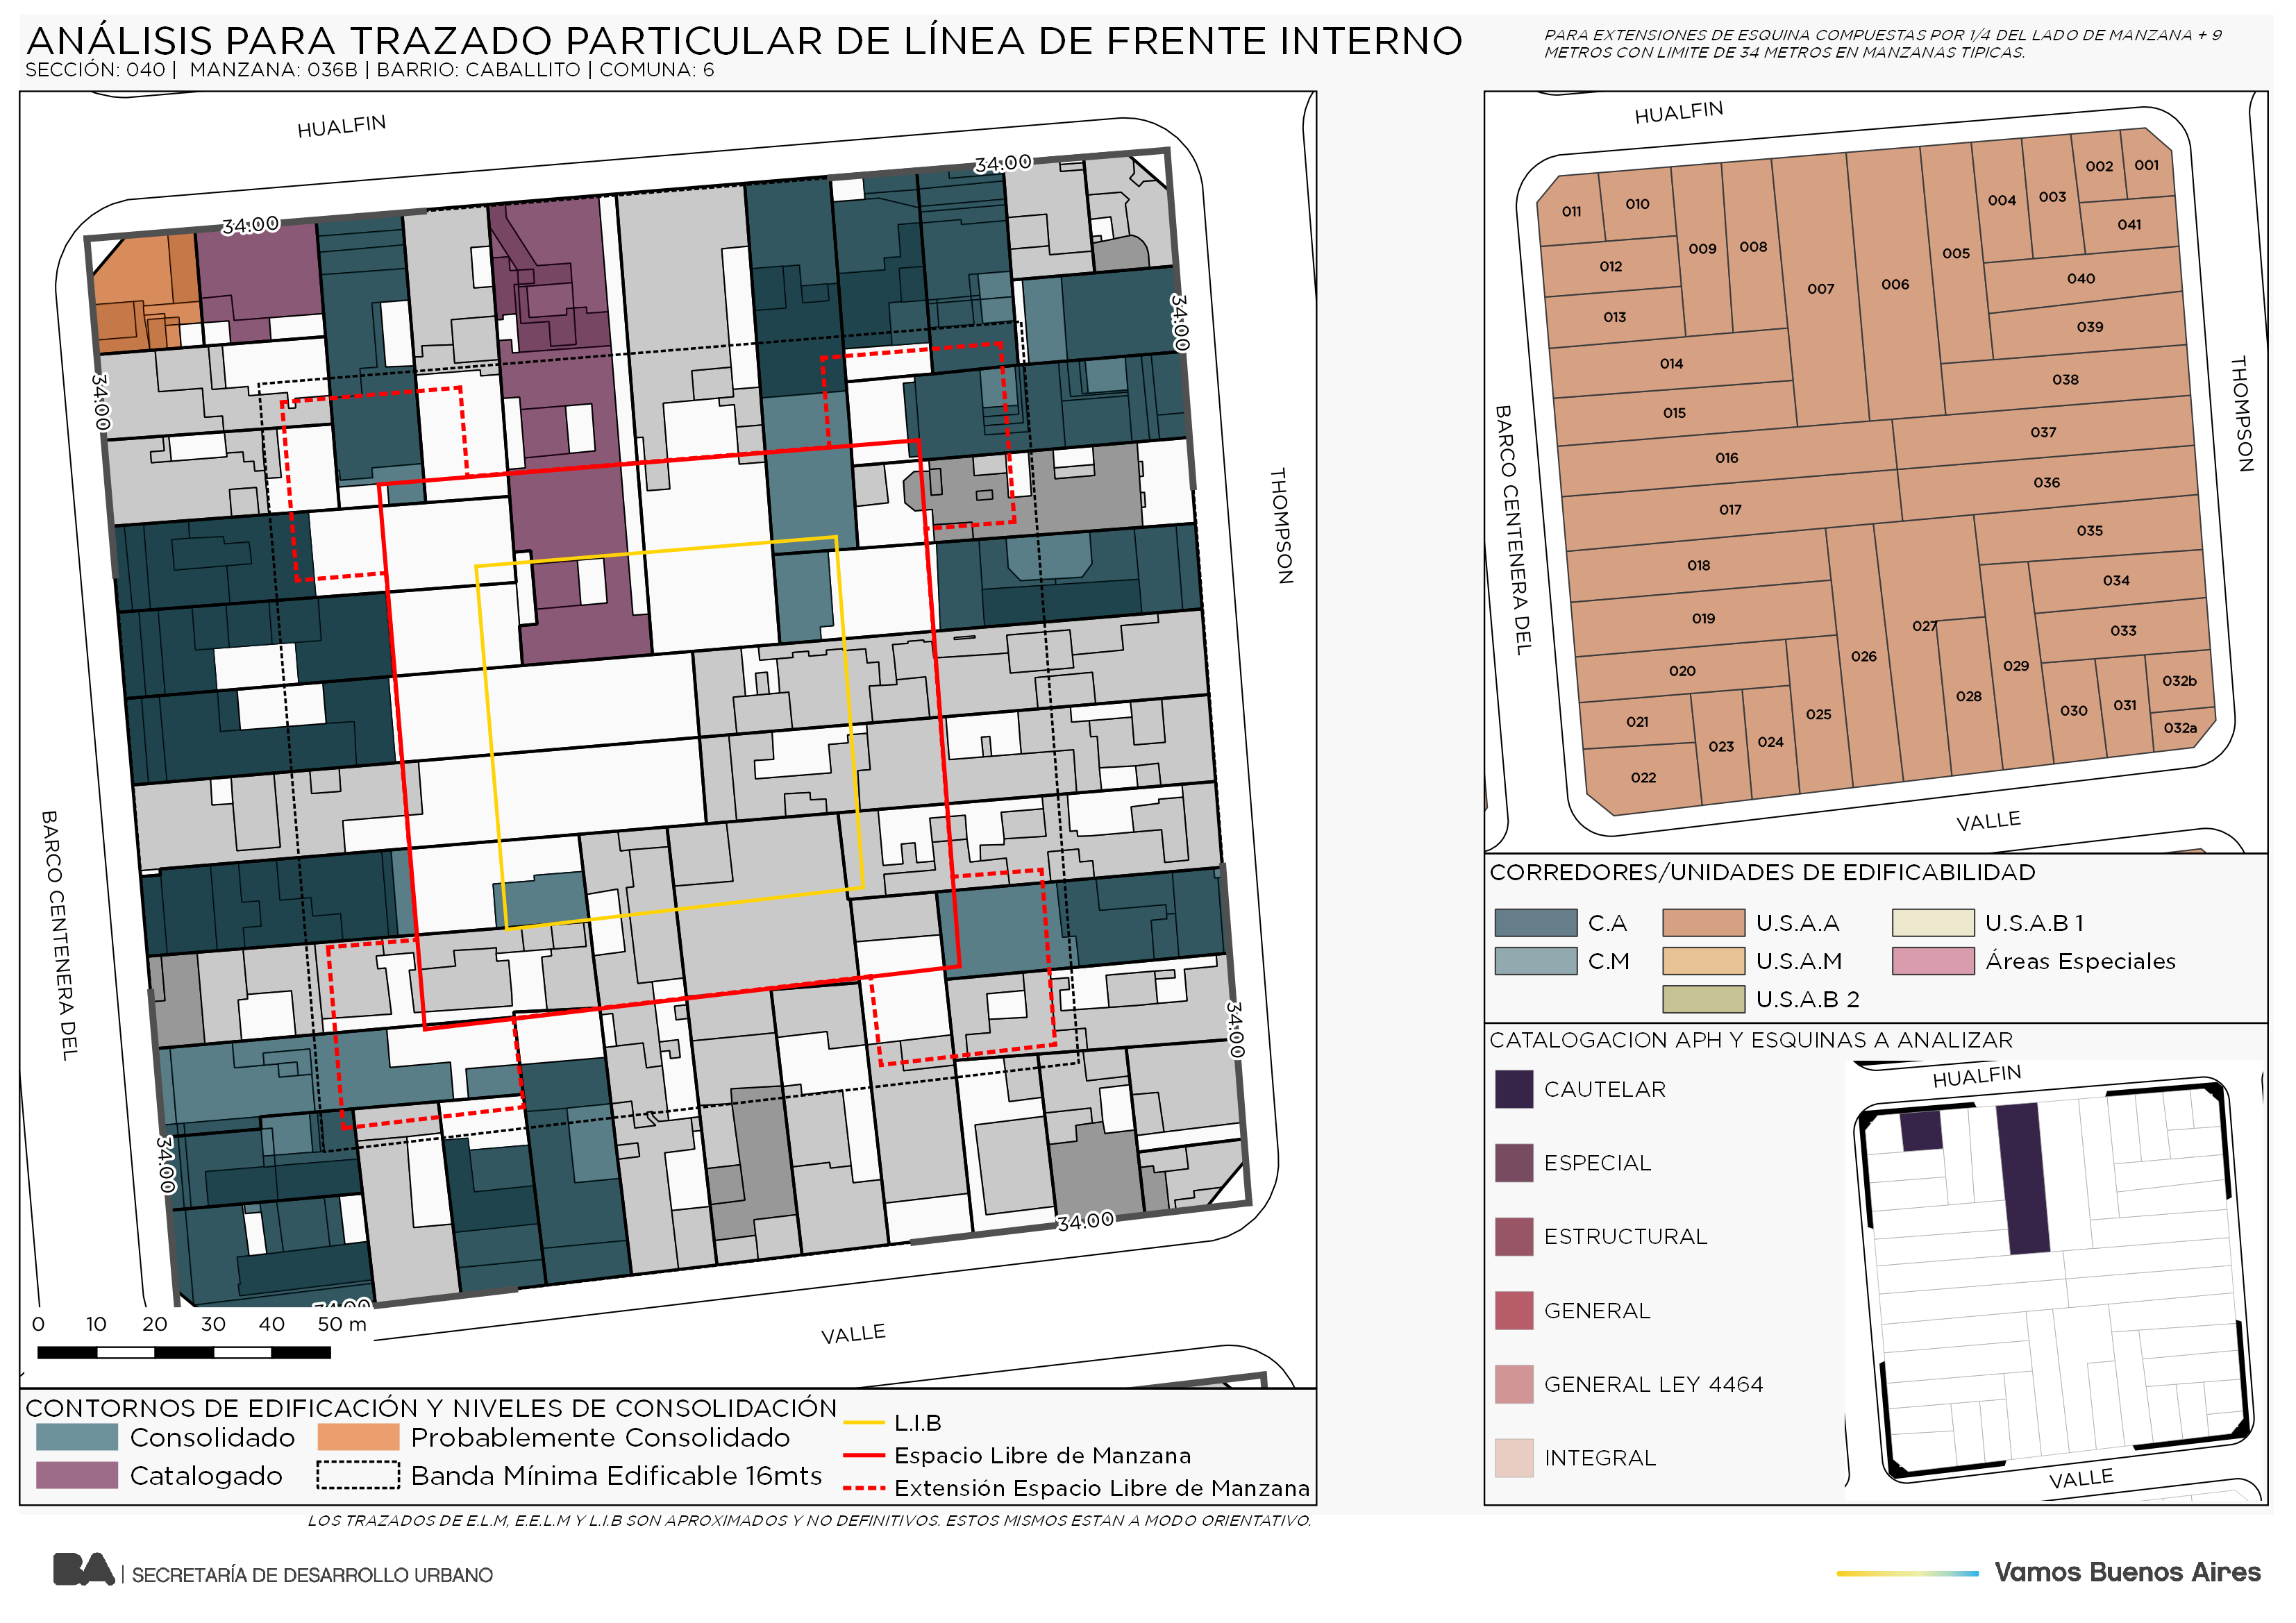 ANÁLISIS PARA TRAZADO PARTICULAR DE LÍNEA DE FRENTE INTERNO
SECCIÓN: 040 | MANZANA: 036B | BARRIO: CABALLITO | COMUNA: 6
PARA EXTENSIONES DE ESQUINA COMPUESTAS POR 1/4 DEL LADO DE MANZANA + 9
METROS CON LIMITE DE 34 METROS EN MANZANAS TIPICAS.
HUALFIN
34.00
34.00
34.00
34.00
THOMPSON
BARCO CENTENERA DEL
34.00
34.00
34.00
34.00
VALLE
0 10 20 30 40 50 m
CONTORNOS DE EDIFICACIÓN Y NIVELES DE CONSOLIDACIÓN
Consolidado
Probablemente Consolidado
Catalogado
Banda Mínima Edificable 16mts
L.I.B
Espacio Libre de Manzana
Extensión Espacio Libre de Manzana
HUALFIN
THOMPSON
BARCO CENTENERA DEL
VALLE
011
010
009
008
007
006
005
004
003
002
001
041
012
040
013
039
014
038
015
037
016
036
017
035
018
034
019
033
020
027
026
029
028
032b
021
025
030
031
032a
023
024
022
CORREDORES/UNIDADES DE EDIFICABILIDAD
C.A
U.S.A.A
U.S.A.B 1
C.M
U.S.A.M
Áreas Especiales
U.S.A.B 2
CATALOGACION APH Y ESQUINAS A ANALIZAR
CAUTELAR
ESPECIAL
ESTRUCTURAL
GENERAL
GENERAL LEY 4464
INTEGRAL
HUALFIN
VALLE
LOS TRAZADOS DE E.L.M, E.E.L.M Y L.I.B SON APROXIMADOS Y NO DEFINITIVOS. ESTOS MISMOS ESTAN A MODO ORIENTATIVO.
BA | SECRETARÍA DE DESARROLLO URBANO
Vamos Buenos Aires